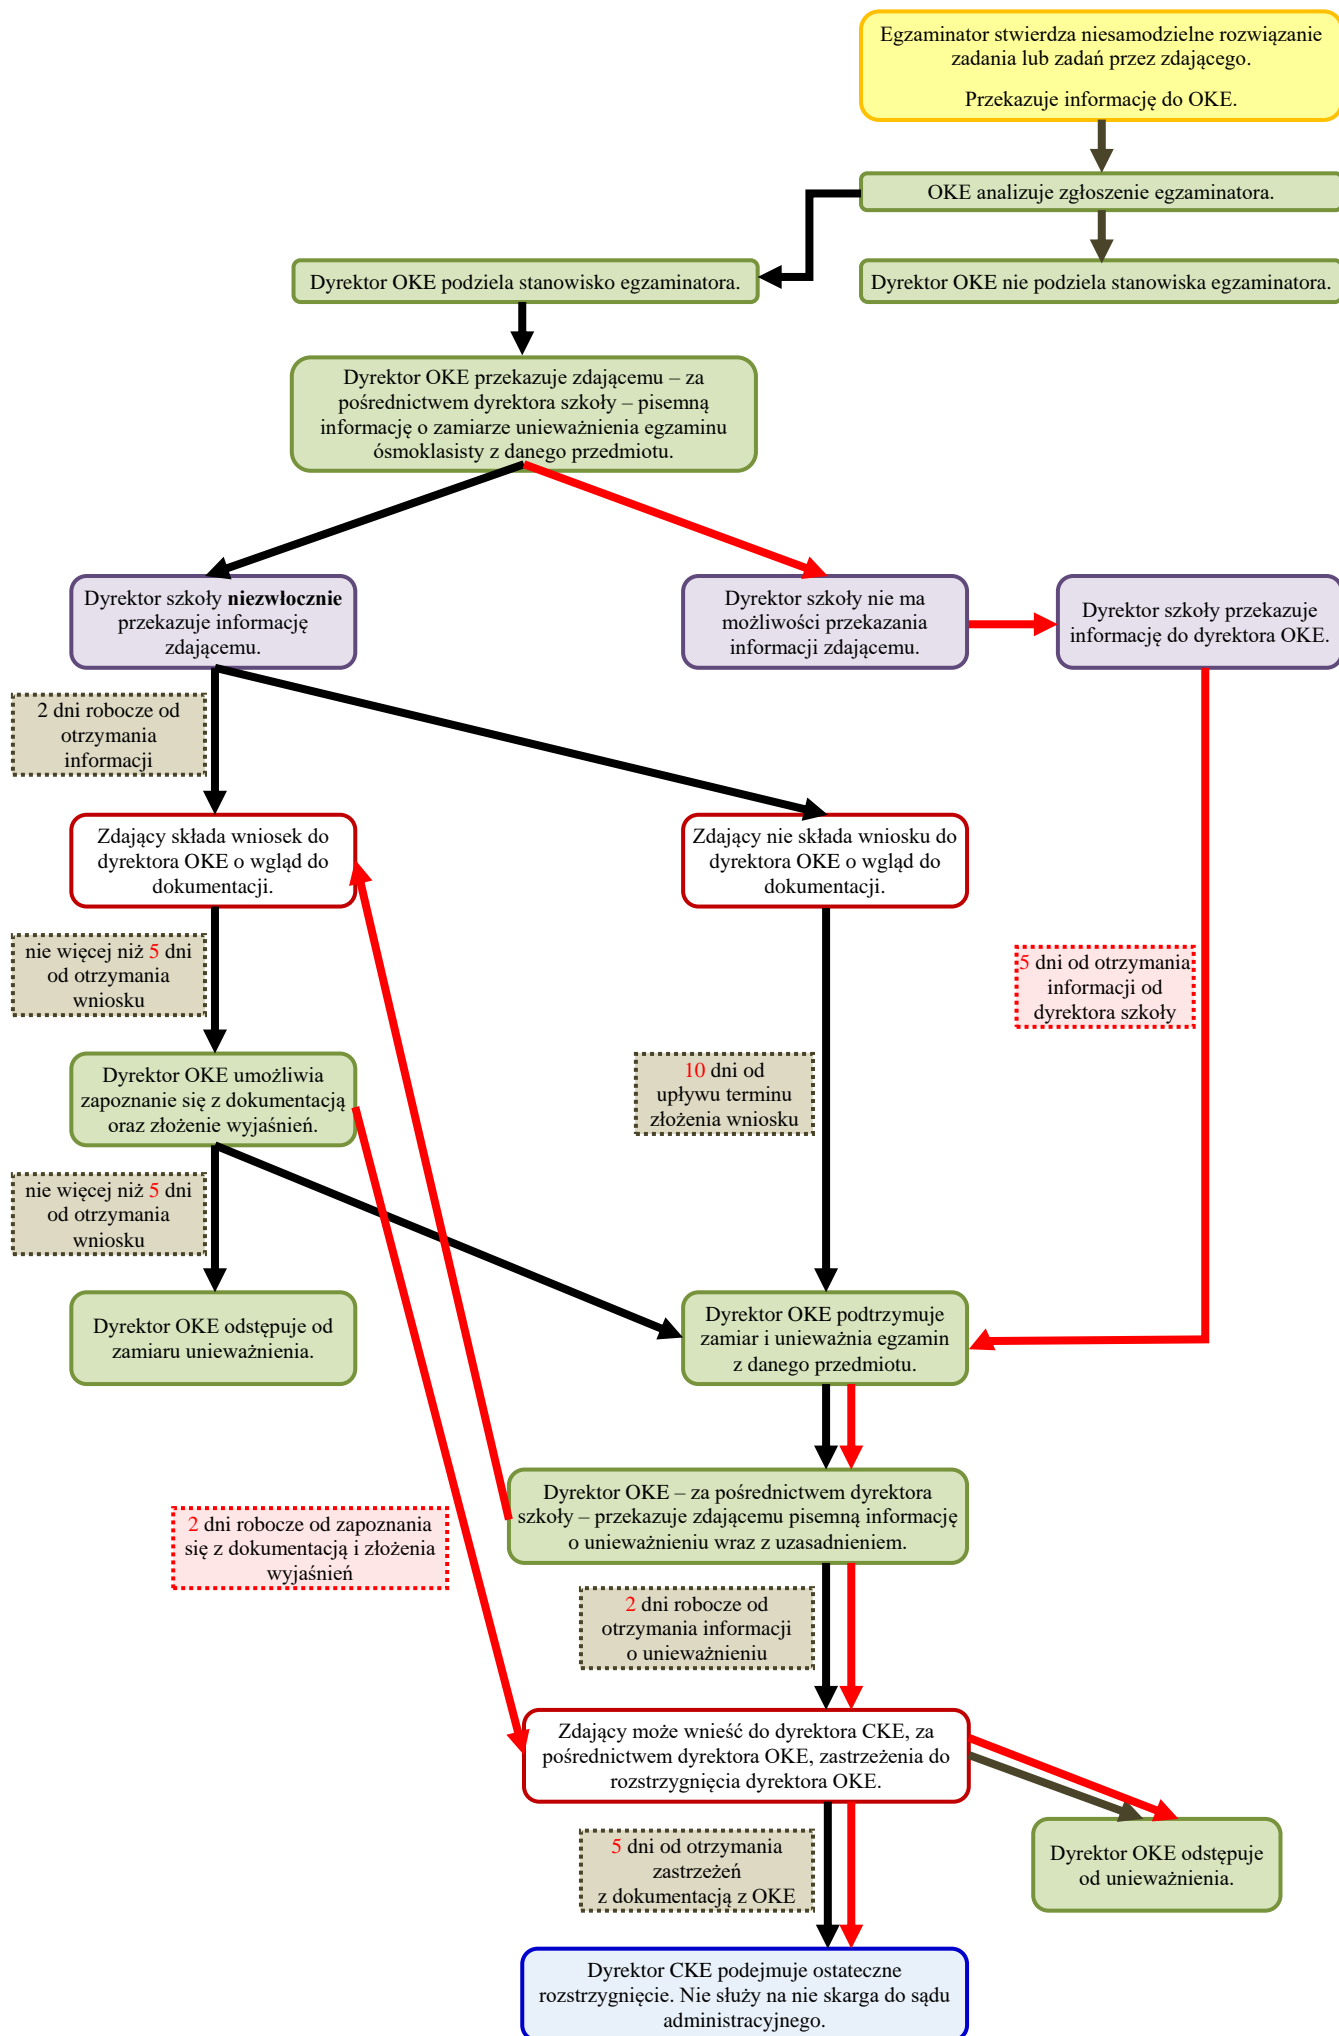 Egzaminator stwierdza niesamodzielne rozwiązanie
zadania lub zadań przez zdającego.
Przekazuje informację do OKE.
OKE analizuje zgłoszenie egzaminatora.
Dyrektor OKE podziela stanowisko egzaminatora.
Dyrektor OKE nie podziela stanowiska egzaminatora.
Dyrektor OKE przekazuje zdającemu – za
pośrednictwem dyrektora szkoły – pisemną
informację o zamiarze unieważnienia egzaminu
ósmoklasisty z danego przedmiotu.
Dyrektor szkoły niezwłocznie
przekazuje informację
zdającemu.
Dyrektor szkoły nie ma
możliwości przekazania
informacji zdającemu.
Dyrektor szkoły przekazuje
informację do dyrektora OKE.
2 dni robocze od
otrzymania
informacji
Zdający składa wniosek do
dyrektora OKE o wgląd do
dokumentacji.
Zdający nie składa wniosku do
dyrektora OKE o wgląd do
dokumentacji.
nie więcej niż 5 dni
od otrzymania
wniosku
5 dni od otrzymania
informacji od
dyrektora szkoły
Dyrektor OKE umożliwia
zapoznanie się z dokumentacją
oraz złożenie wyjaśnień.
10 dni od
upływu terminu
złożenia wniosku
nie więcej niż 5 dni
od otrzymania
wniosku
Dyrektor OKE odstępuje od
zamiaru unieważnienia.
Dyrektor OKE podtrzymuje
zamiar i unieważnia egzamin
z danego przedmiotu.
Dyrektor OKE – za pośrednictwem dyrektora
szkoły – przekazuje zdającemu pisemną informację
o unieważnieniu wraz z uzasadnieniem.
2 dni robocze od zapoznania
się z dokumentacją i złożenia
wyjaśnień
2 dni robocze od
otrzymania informacji
o unieważnieniu
Zdający może wnieść do dyrektora CKE, za
pośrednictwem dyrektora OKE, zastrzeżenia do
rozstrzygnięcia dyrektora OKE.
5 dni od otrzymania
zastrzeżeń
z dokumentacją z OKE
Dyrektor OKE odstępuje
od unieważnienia.
Dyrektor CKE podejmuje ostateczne
rozstrzygnięcie. Nie służy na nie skarga do sądu
administracyjnego.